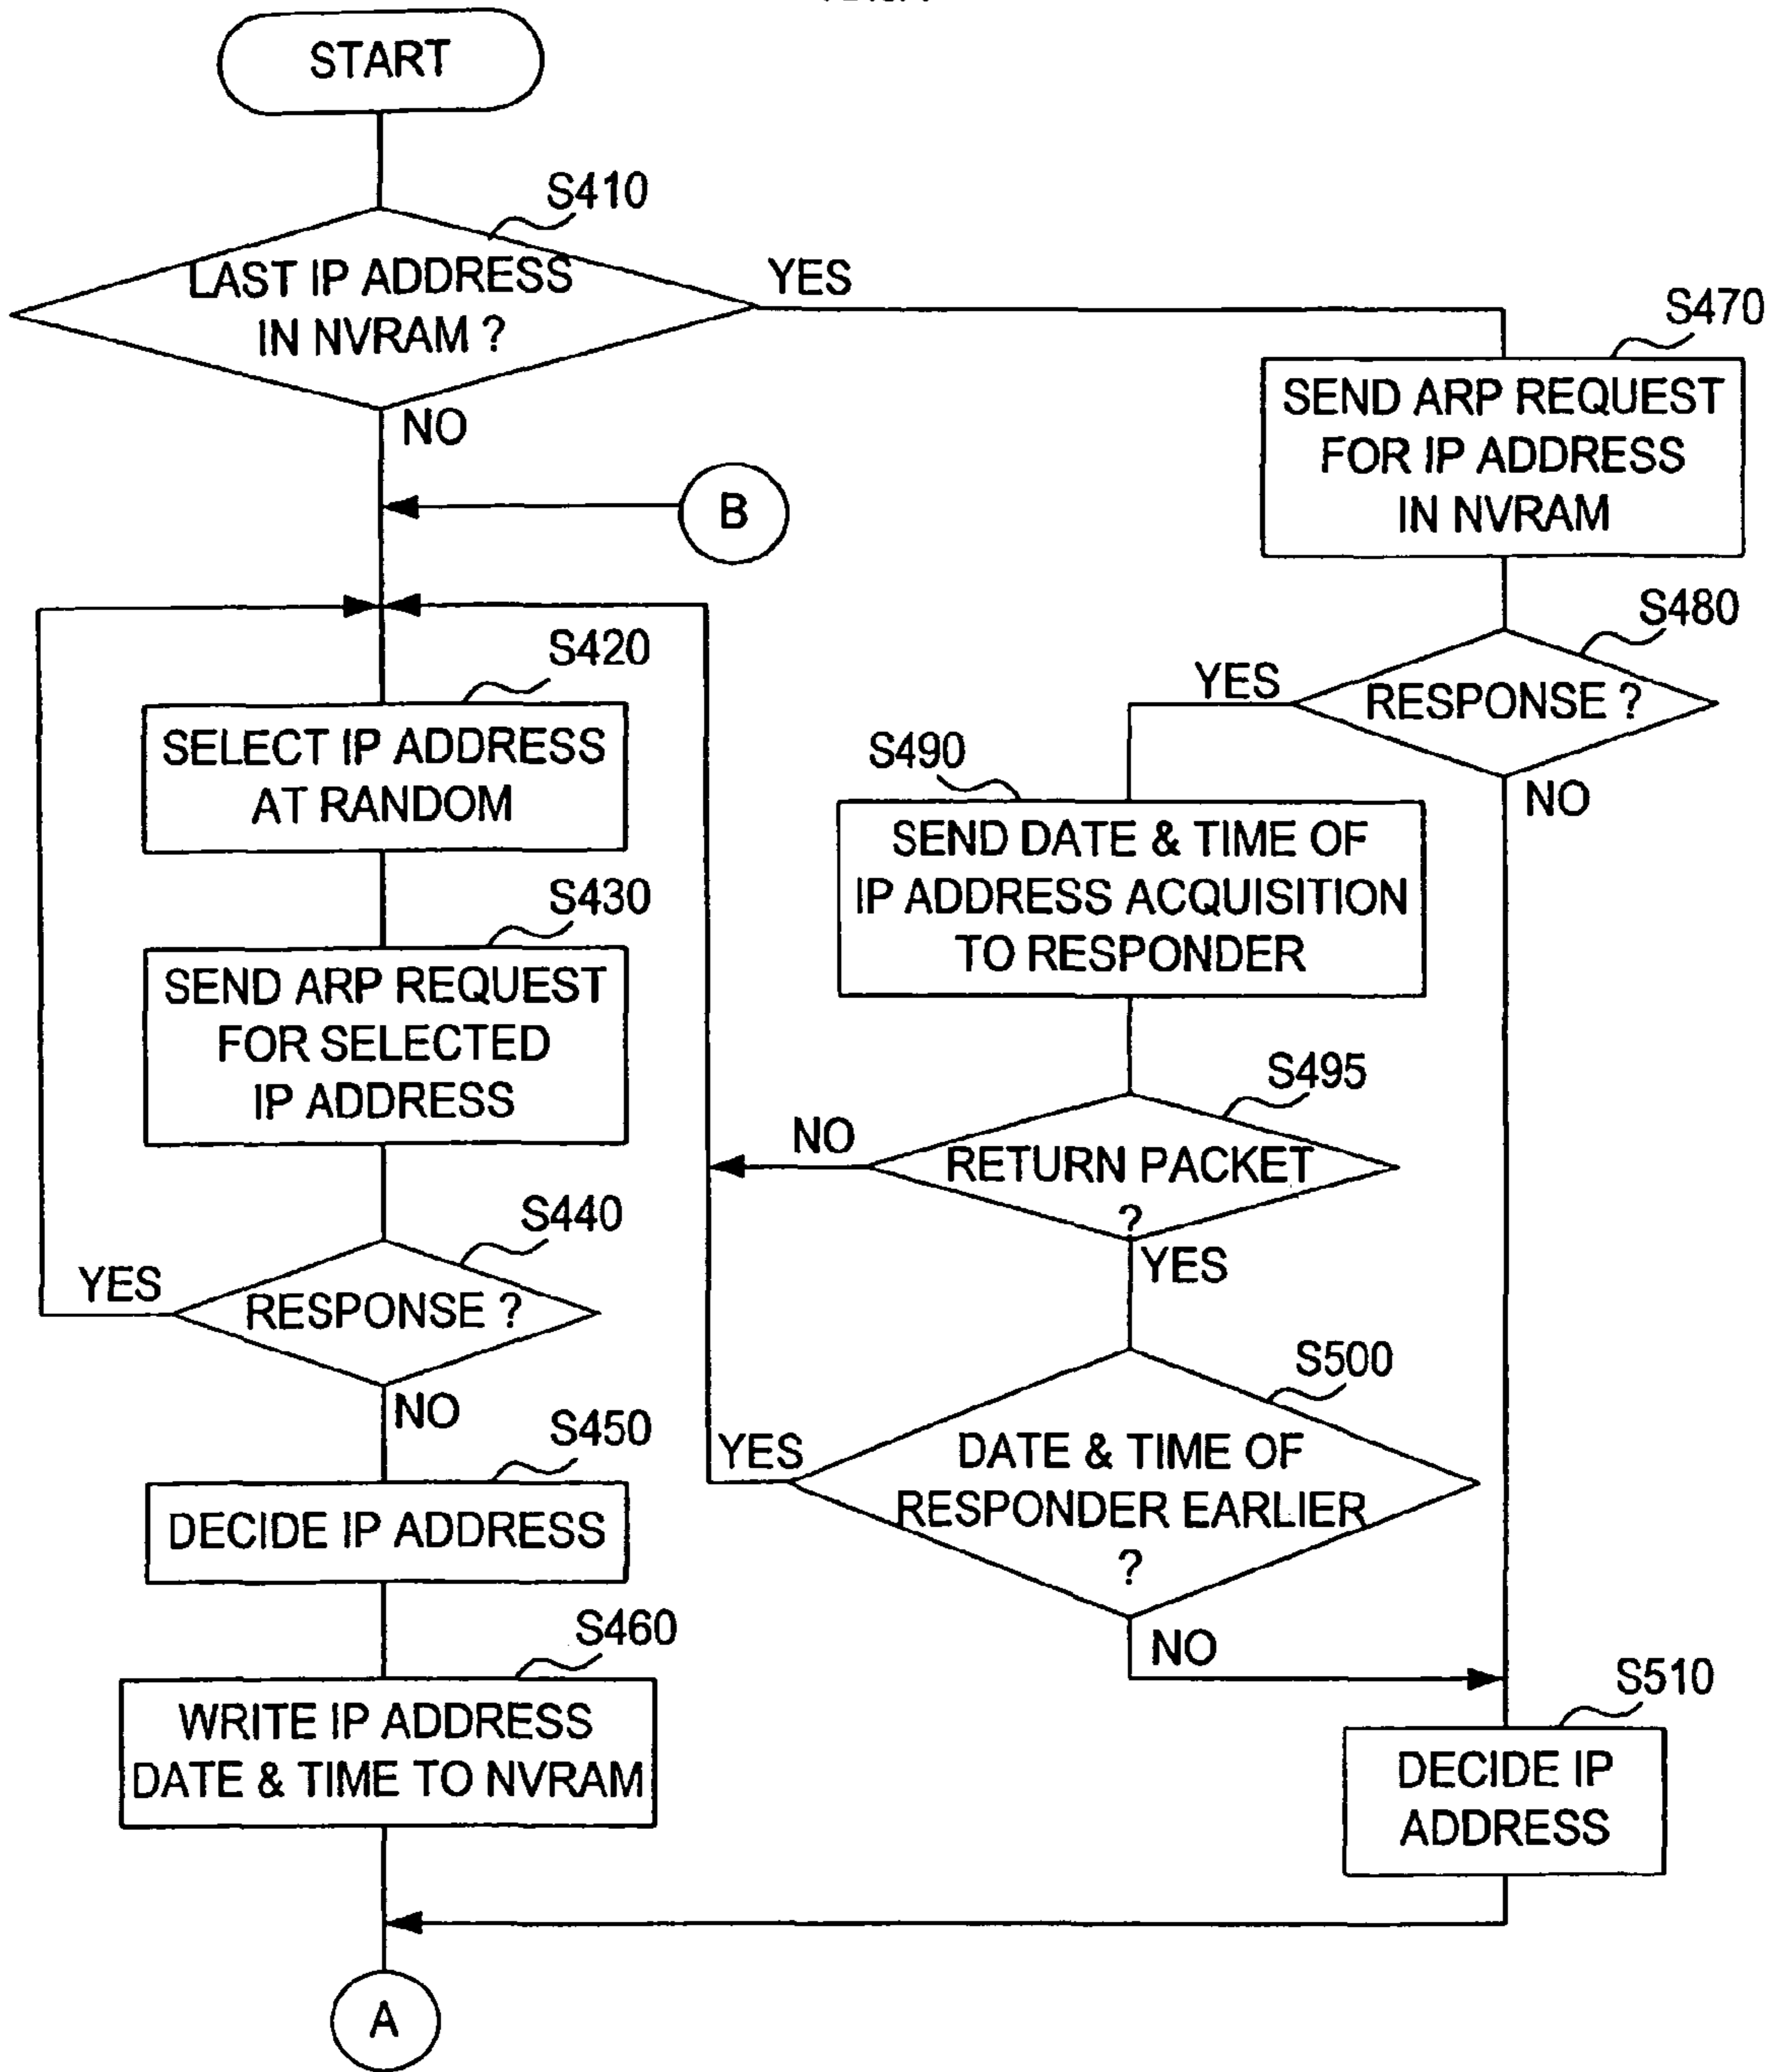 START
S410
LAST IP ADDRESS
IN NVRAM ?
YES
NO
S470
SEND ARP REQUEST
FOR IP ADDRESS
IN NVRAM
B
S480
RESPONSE ?
YES
NO
S420
SELECT IP ADDRESS
AT RANDOM
S490
SEND DATE & TIME OF
IP ADDRESS ACQUISITION
TO RESPONDER
S430
SEND ARP REQUEST
FOR SELECTED
IP ADDRESS
S495
NO
RETURN PACKET
?
YES
S440
YES
RESPONSE ?
NO
S500
YES
DATE & TIME OF
RESPONDER EARLIER
?
NO
S450
DECIDE IP ADDRESS
S460
WRITE IP ADDRESS
DATE & TIME TO NVRAM
S510
DECIDE IP
ADDRESS
A